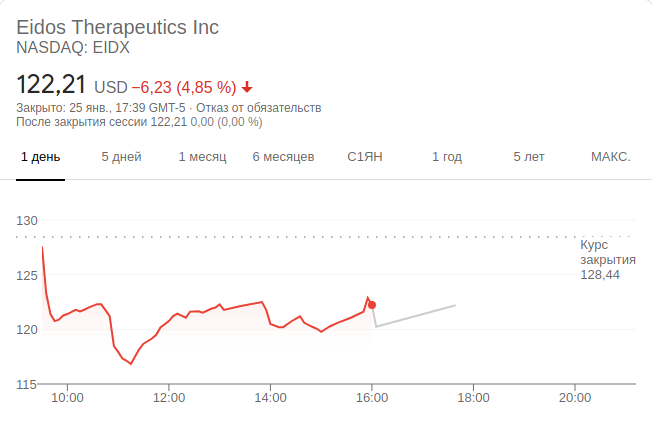 Eidos Therapeutics Inc
NASDAQ: EIDX
122,21 USD −6,23 (4,85 %)
Закрыто: 25 янв., 17:39 GMT-5 · Отказ от обязательств
После закрытия сессии 122,21 0,00 (0,00 %)
1 день 5 дней 1 месяц 6 месяцев С1ЯН 1 год 5 лет МАКС.
130
Курс
закрытия
128,44
125
120
115
10:00 12:00 14:00 16:00 18:00 20:00